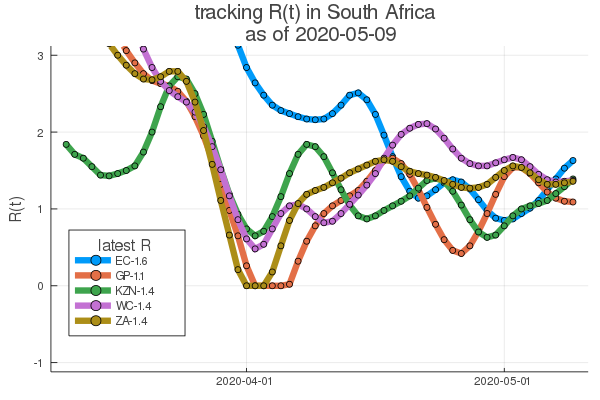 tracking R(t) in South Africa
as of 2020-05-09
3
2
1
0
-1
R(t)
latest R
EC-1.6
GP-1.1
KZN-1.4
WC-1.4
ZA-1.4
2020-04-01
2020-05-01